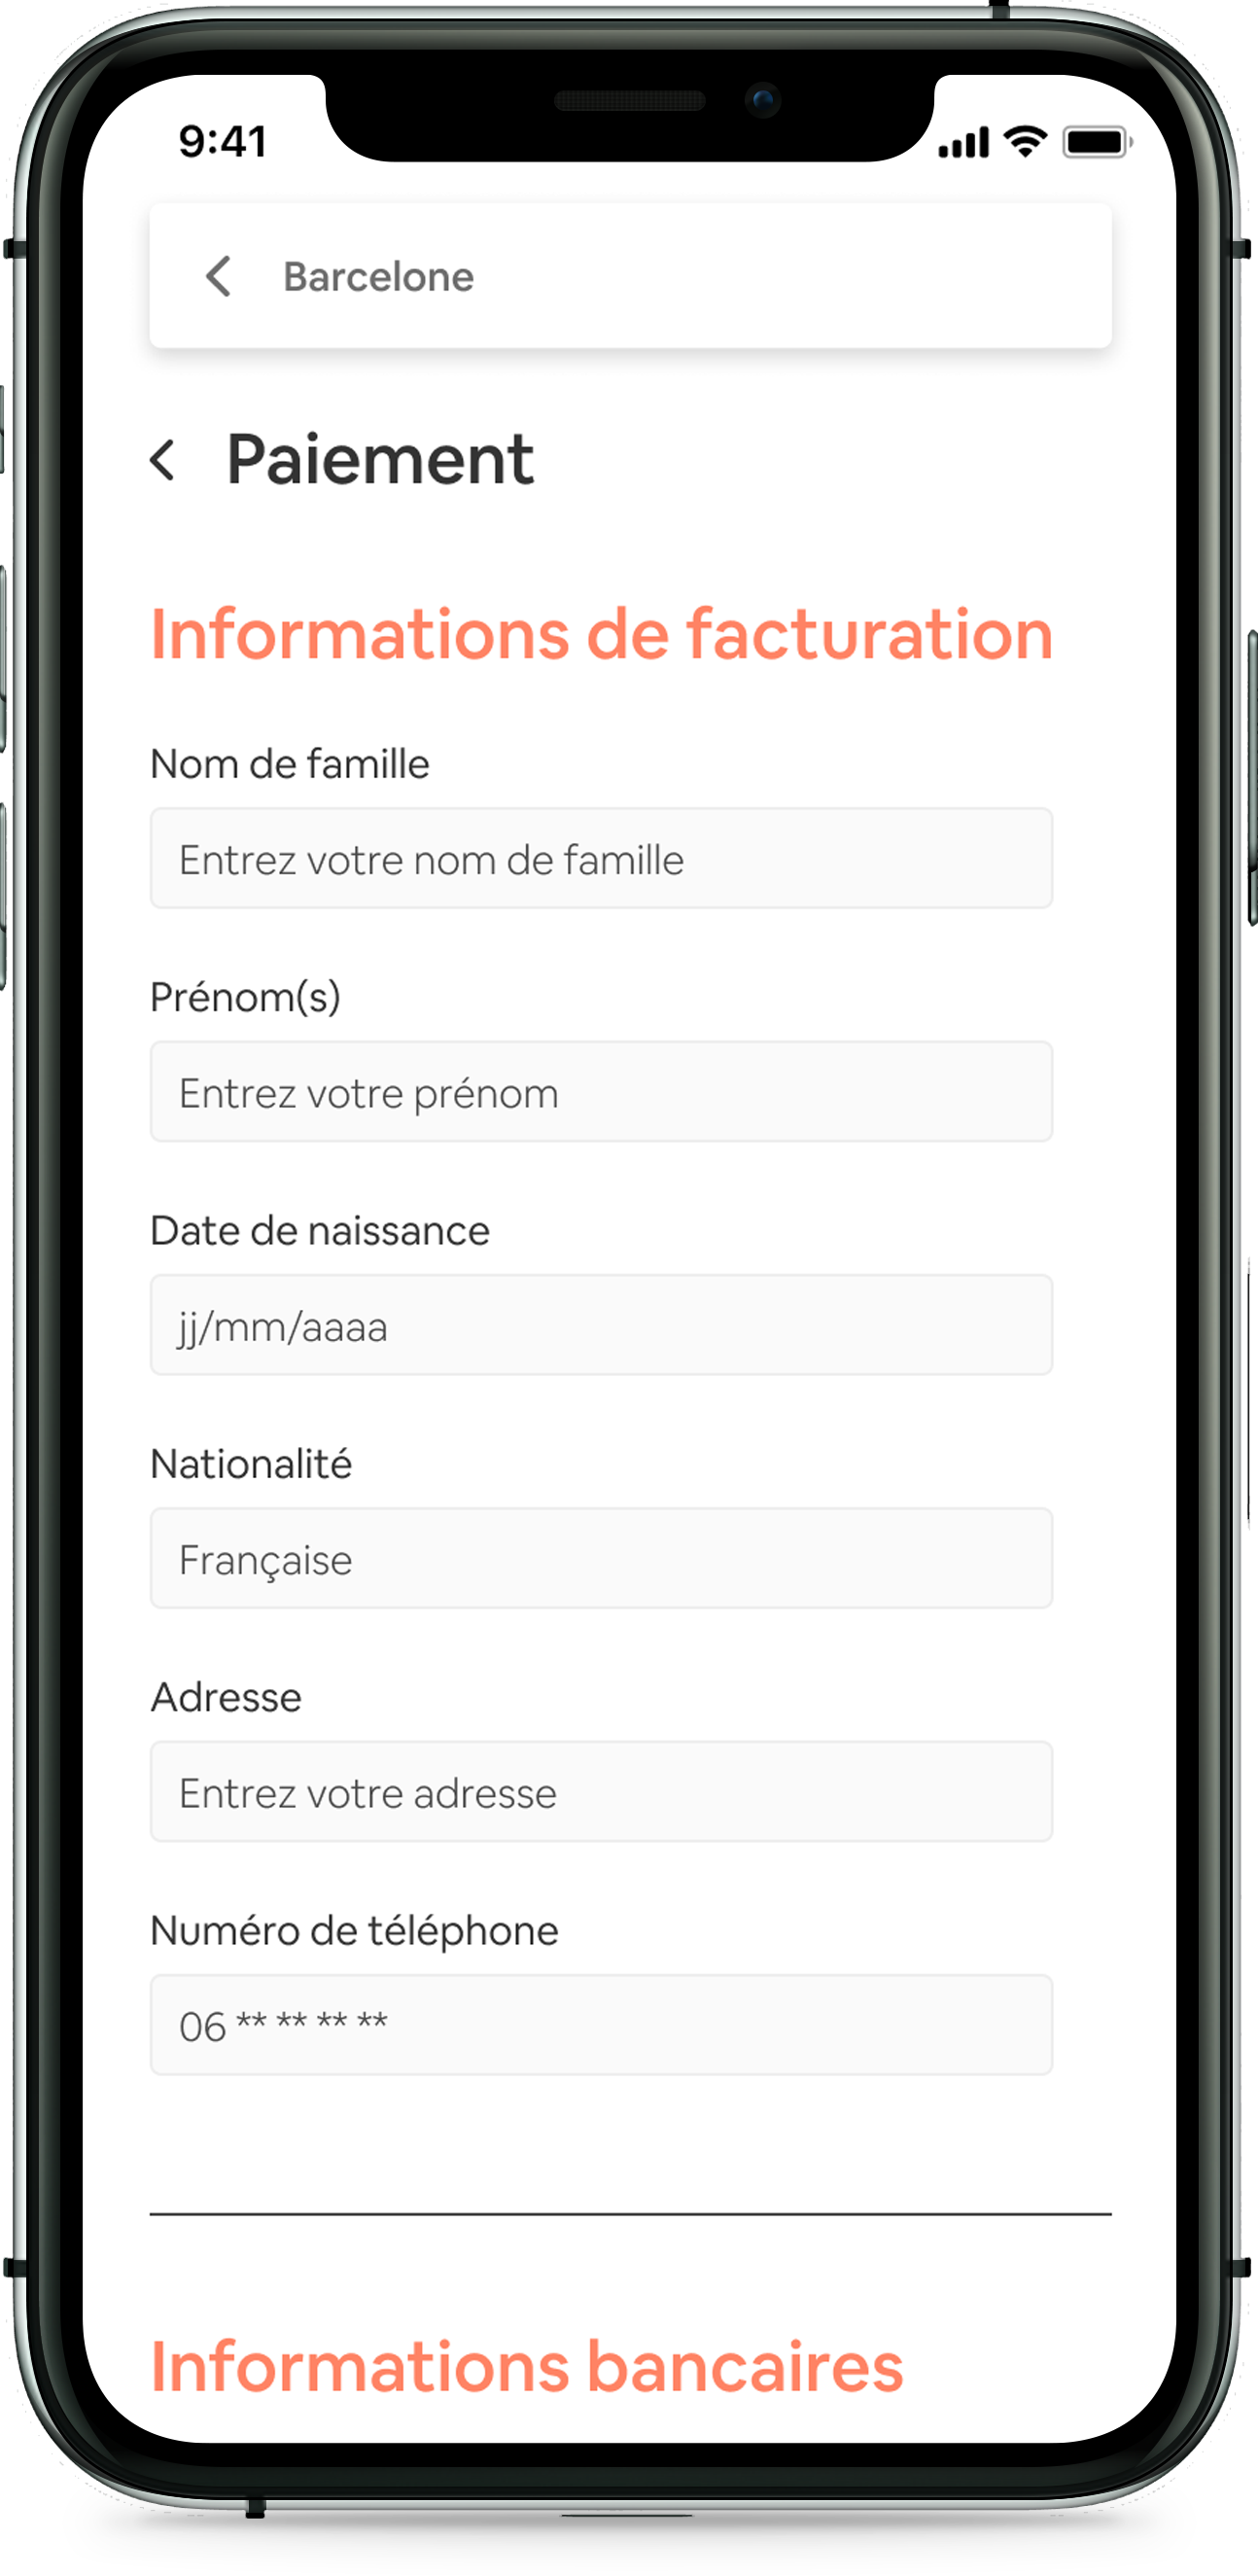 9:41
Barcelone
Paiement
Informations de facturation
Nom de famille
Entrez votre nom de famille
Prénom(s)
Entrez votre prénom
Date de naissance
jj/mm/aaaa
Nationalité
Française
Adresse
Entrez votre adresse
Numéro de téléphone
06 ** ** ** **
Informations bancaires